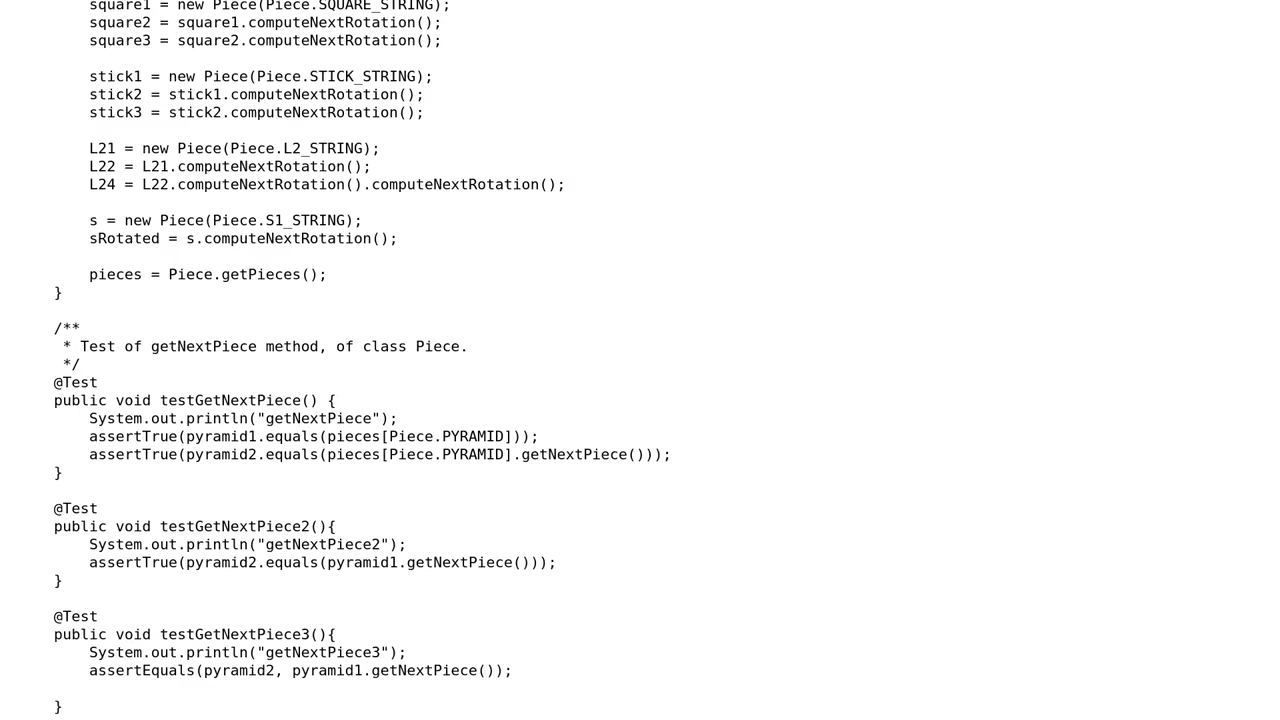 square1 = new Piece(Piece.SQUARE_STRING);
square2 = square1.computeNextRotation();
square3 = square2.computeNextRotation();
stick1 = new Piece(Piece.STICK_STRING);
stick2 = stick1.computeNextRotation();
stick3 = stick2.computeNextRotation();
L21 = new Piece(Piece.L2_STRING);
L22 = L21.computeNextRotation();
L24 = L22.computeNextRotation().computeNextRotation();
s = new Piece(Piece.S1_STRING);
sRotated = s.computeNextRotation();
pieces = Piece.getPieces();
}
/**
* Test of getNextPiece method, of class Piece.
*/
@Test
public void testGetNextPiece() {
System.out.println("getNextPiece");
assertTrue(pyramid1.equals(pieces[Piece.PYRAMID]));
assertTrue(pyramid2.equals(pieces[Piece.PYRAMID].getNextPiece()));
}
@Test
public void testGetNextPiece2(){
System.out.println("getNextPiece2");
assertTrue(pyramid2.equals(pyramid1.getNextPiece()));
}
@Test
public void testGetNextPiece3(){
System.out.println("getNextPiece3");
assertEquals(pyramid2, pyramid1.getNextPiece());
}